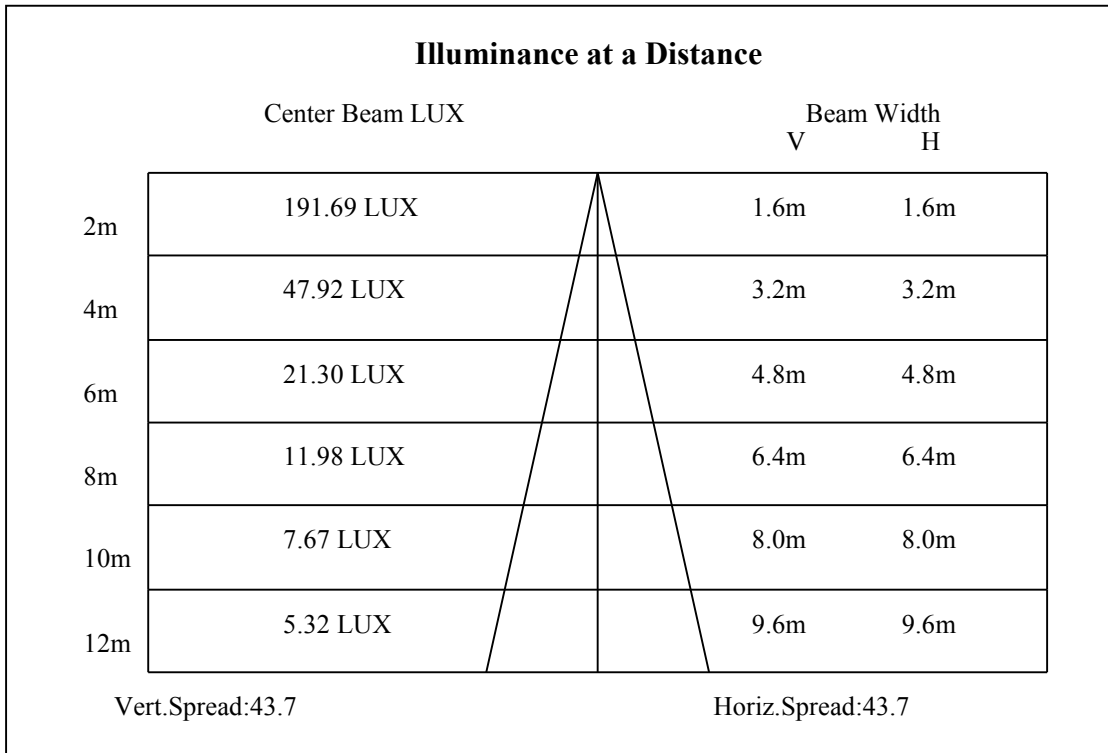 Illuminance at a Distance
Center Beam LUX Beam Width
V H
2m 191.69 LUX 1.6m 1.6m
4m 47.92 LUX 3.2m 3.2m
6m 21.30 LUX 4.8m 4.8m
8m 11.98 LUX 6.4m 6.4m
10m 7.67 LUX 8.0m 8.0m
12m 5.32 LUX 9.6m 9.6m
Vert.Spread:43.7 Horiz.Spread:43.7